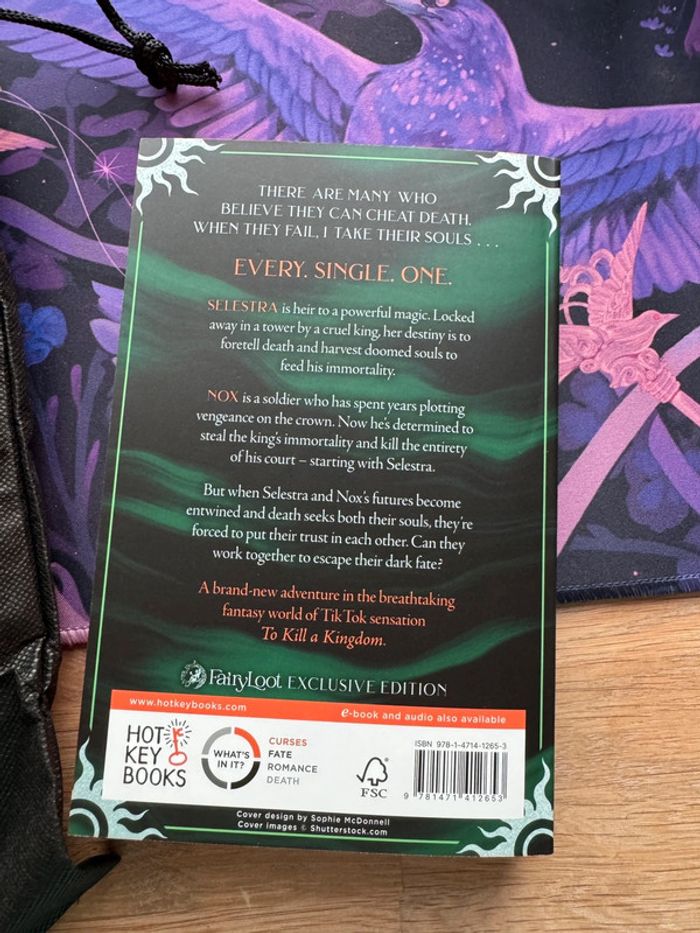 THERE ARE MANY WHO
BELIEVE THEY CAN CHEAT DEATH.
WHEN THEY FAIL, I TAKE THEIR SOULS . . .
EVERY. SINGLE. ONE.
SELESTRA is heir to a powerful magic. Locked
away in a tower by a cruel king, her destiny is to
foretell death and harvest doomed souls to
feed his immortality.
NOX is a soldier who has spent years plotting
vengeance on the crown. Now he's determined to
steal the king's immortality and kill the entirety
of his court – starting with Selestra.
But when Selestra and Nox's futures become
entwined and death seeks both their souls, they're
forced to put their trust in each other. Can they
work together to escape their dark fate?
A brand-new adventure in the breathtaking
fantasy world of TikTok sensation
To Kill a Kingdom.
FairyLoot EXCLUSIVE EDITION
www.hotkeybooks.com
e-book and audio also available
HOT
KEY
BOOKS
WHAT'S
IN IT?
CURSES
FATE
ROMANCE
DEATH
FSC
ISBN 978-1-4714-1265-3
9 781471 412653
Cover design by Sophie McDonnell
Cover images © Shutterstock.com